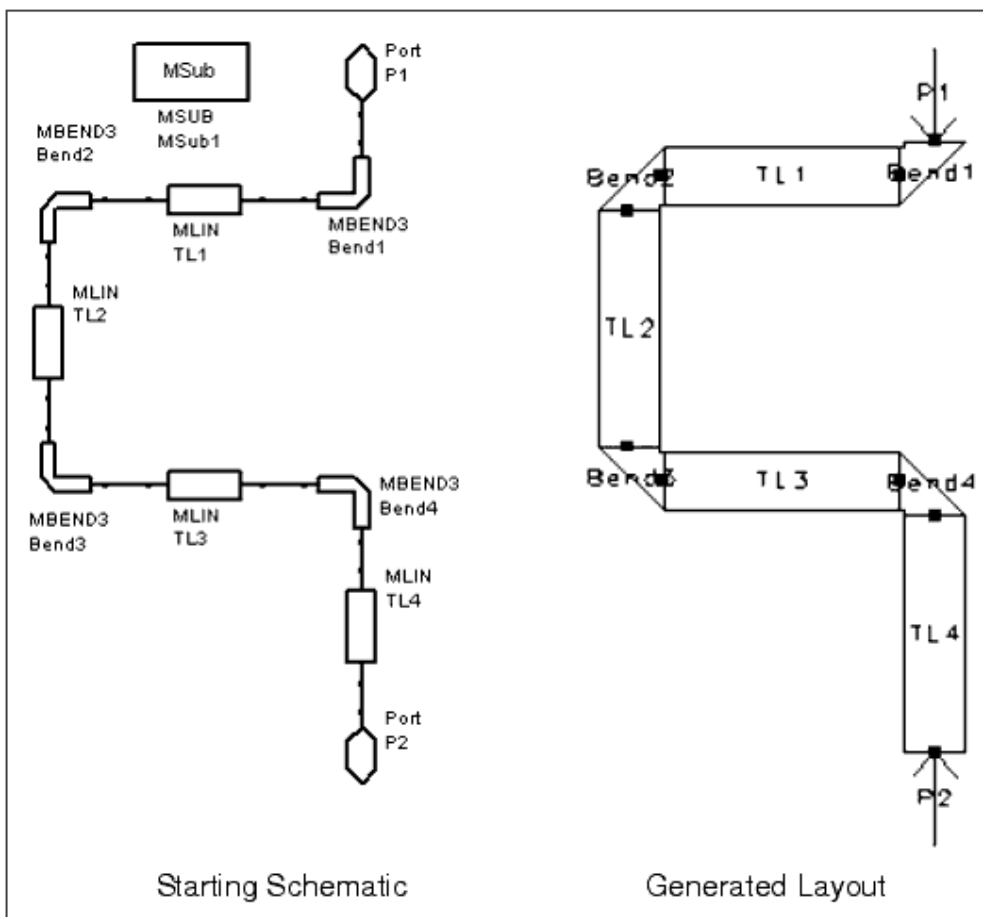 MSub
MSUB
MSub1
Port
P1
MBEND3
Bend2
MLIN
TL1
MBEND3
Bend1
MLIN
TL2
MBEND3
Bend3
MLIN
TL3
MBEND3
Bend4
MLIN
TL4
Port
P2
Starting Schematic
P1
Bend2
TL1
Bend1
TL2
Bend3
TL3
Bend4
TL4
P2
Generated Layout